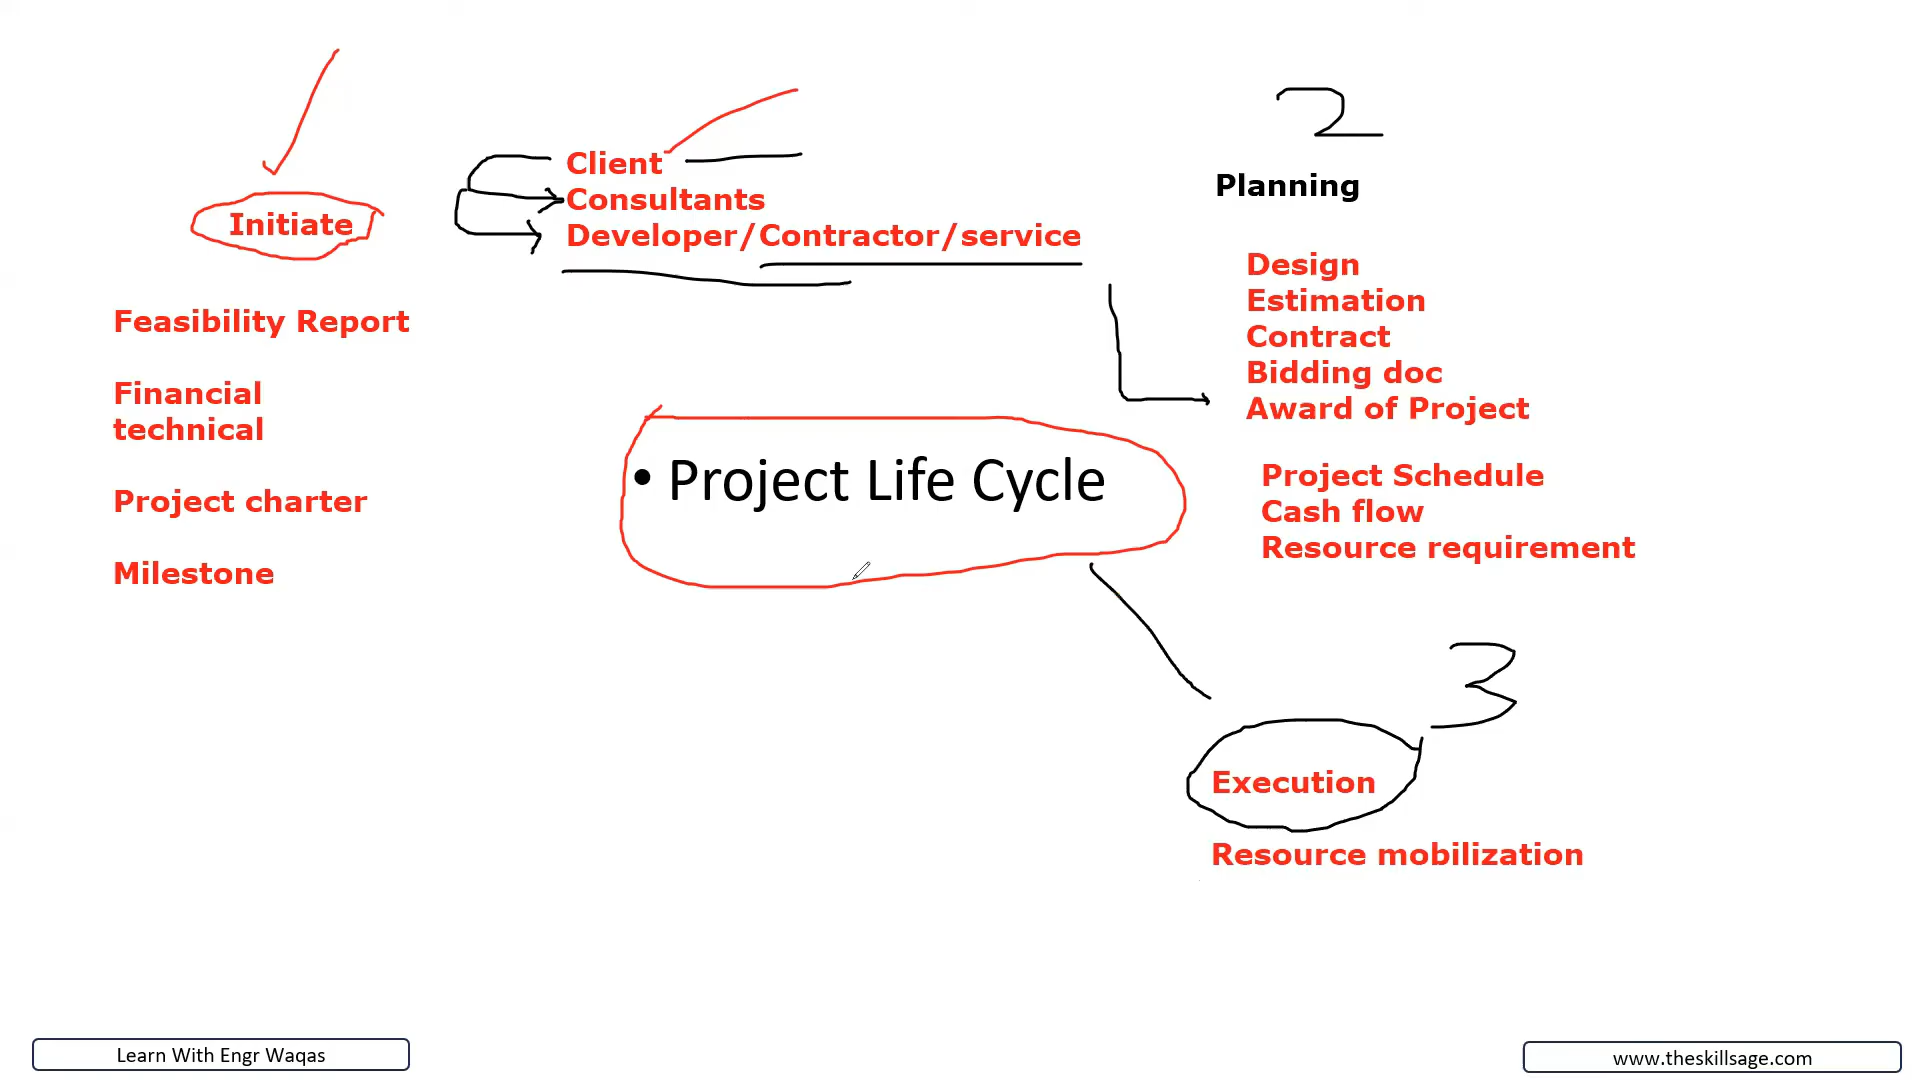 Initiate
Feasibility Report
Financial
technical
Project charter
Milestone
Client
Consultants
Developer/Contractor/service
• Project Life Cycle
2
Planning
Design
Estimation
Contract
Bidding doc
Award of Project
Project Schedule
Cash flow
Resource requirement
3
Execution
Resource mobilization
Learn With Engr Waqas
www.theskillsage.com